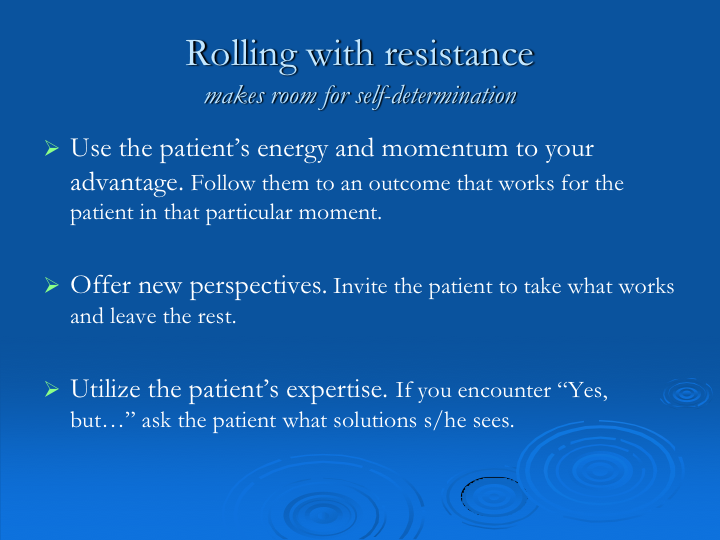 Rolling with resistance
makes room for self-determination
Use the patient’s energy and momentum to your
advantage. Follow them to an outcome that works for the
patient in that particular moment.
Offer new perspectives. Invite the patient to take what works
and leave the rest.
Utilize the patient’s expertise. If you encounter “Yes,
but…” ask the patient what solutions s/he sees.